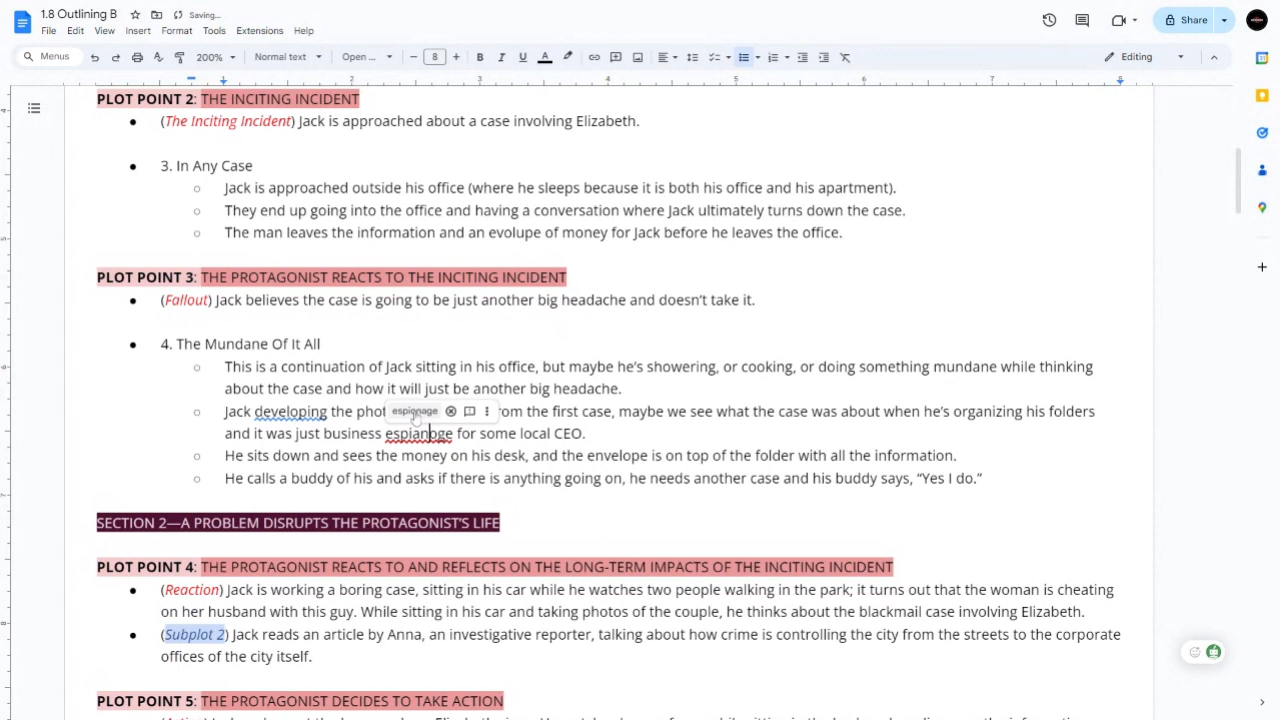 1.8 Outlining B
Saving...
File Edit View Insert Format Tools Extensions Help
Share
Menus
200%
Normal text
Open ...
8
Editing
2 3 4 5 6 7
PLOT POINT 2: THE INCITING INCIDENT
(The Inciting Incident) Jack is approached about a case involving Elizabeth.
3. In Any Case
Jack is approached outside his office (where he sleeps because it is both his office and his apartment).
They end up going into the office and having a conversation where Jack ultimately turns down the case.
The man leaves the information and an evolupe of money for Jack before he leaves the office.
PLOT POINT 3: THE PROTAGONIST REACTS TO THE INCITING INCIDENT
(Fallout) Jack believes the case is going to be just another big headache and doesn't take it.
4. The Mundane Of It All
This is a continuation of Jack sitting in his office, but maybe he's showering, or cooking, or doing something mundane while thinking
about the case and how it will just be another big headache.
Jack developing the phot espionage rom the first case, maybe we see what the case was about when he's organizing his folders
and it was just business espianoge for some local CEO.
He sits down and sees the money on his desk, and the envelope is on top of the folder with all the information.
He calls a buddy of his and asks if there is anything going on, he needs another case and his buddy says, “Yes I do.”
SECTION 2—A PROBLEM DISRUPTS THE PROTAGONIST'S LIFE
PLOT POINT 4: THE PROTAGONIST REACTS TO AND REFLECTS ON THE LONG-TERM IMPACTS OF THE INCITING INCIDENT
(Reaction) Jack is working a boring case, sitting in his car while he watches two people walking in the park; it turns out that the woman is cheating
on her husband with this guy. While sitting in his car and taking photos of the couple, he thinks about the blackmail case involving Elizabeth.
(Subplot 2) Jack reads an article by Anna, an investigative reporter, talking about how crime is controlling the city from the streets to the corporate
offices of the city itself.
PLOT POINT 5: THE PROTAGONIST DECIDES TO TAKE ACTION